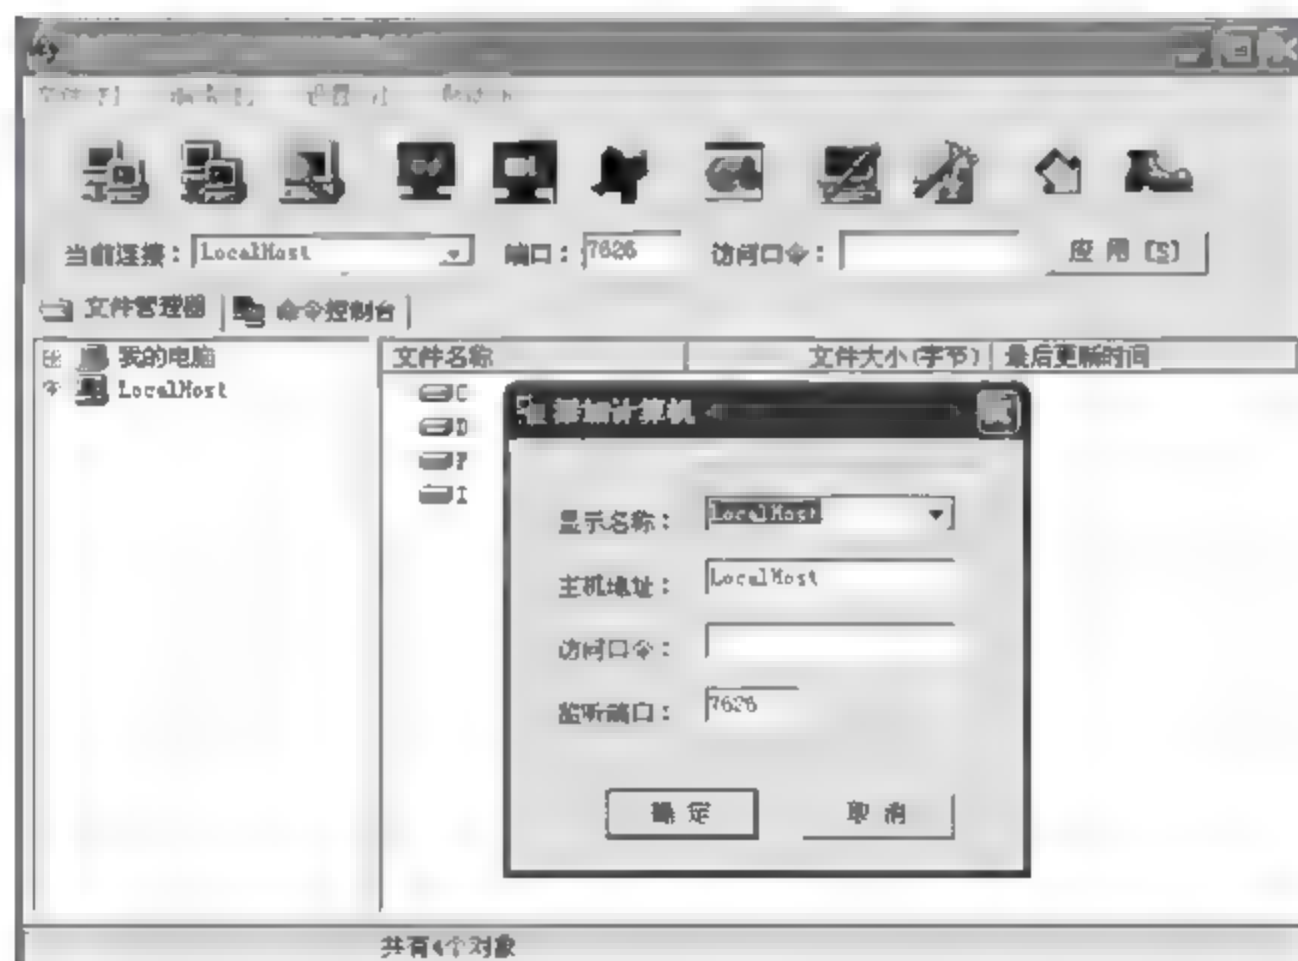 当前连接： LocalHost 端口： 7626 访问口令： 应 用 (S)
文件管理器 命令控制台
我的电脑
LocalHost
文件名称 文件大小(字节) 最后更新时间
C
D
F
I
添加计算机
显示名称： LocalHost
主机地址： LocalHost
访问口令：
监听端口： 7626
确 定 取 消
共有4个对象